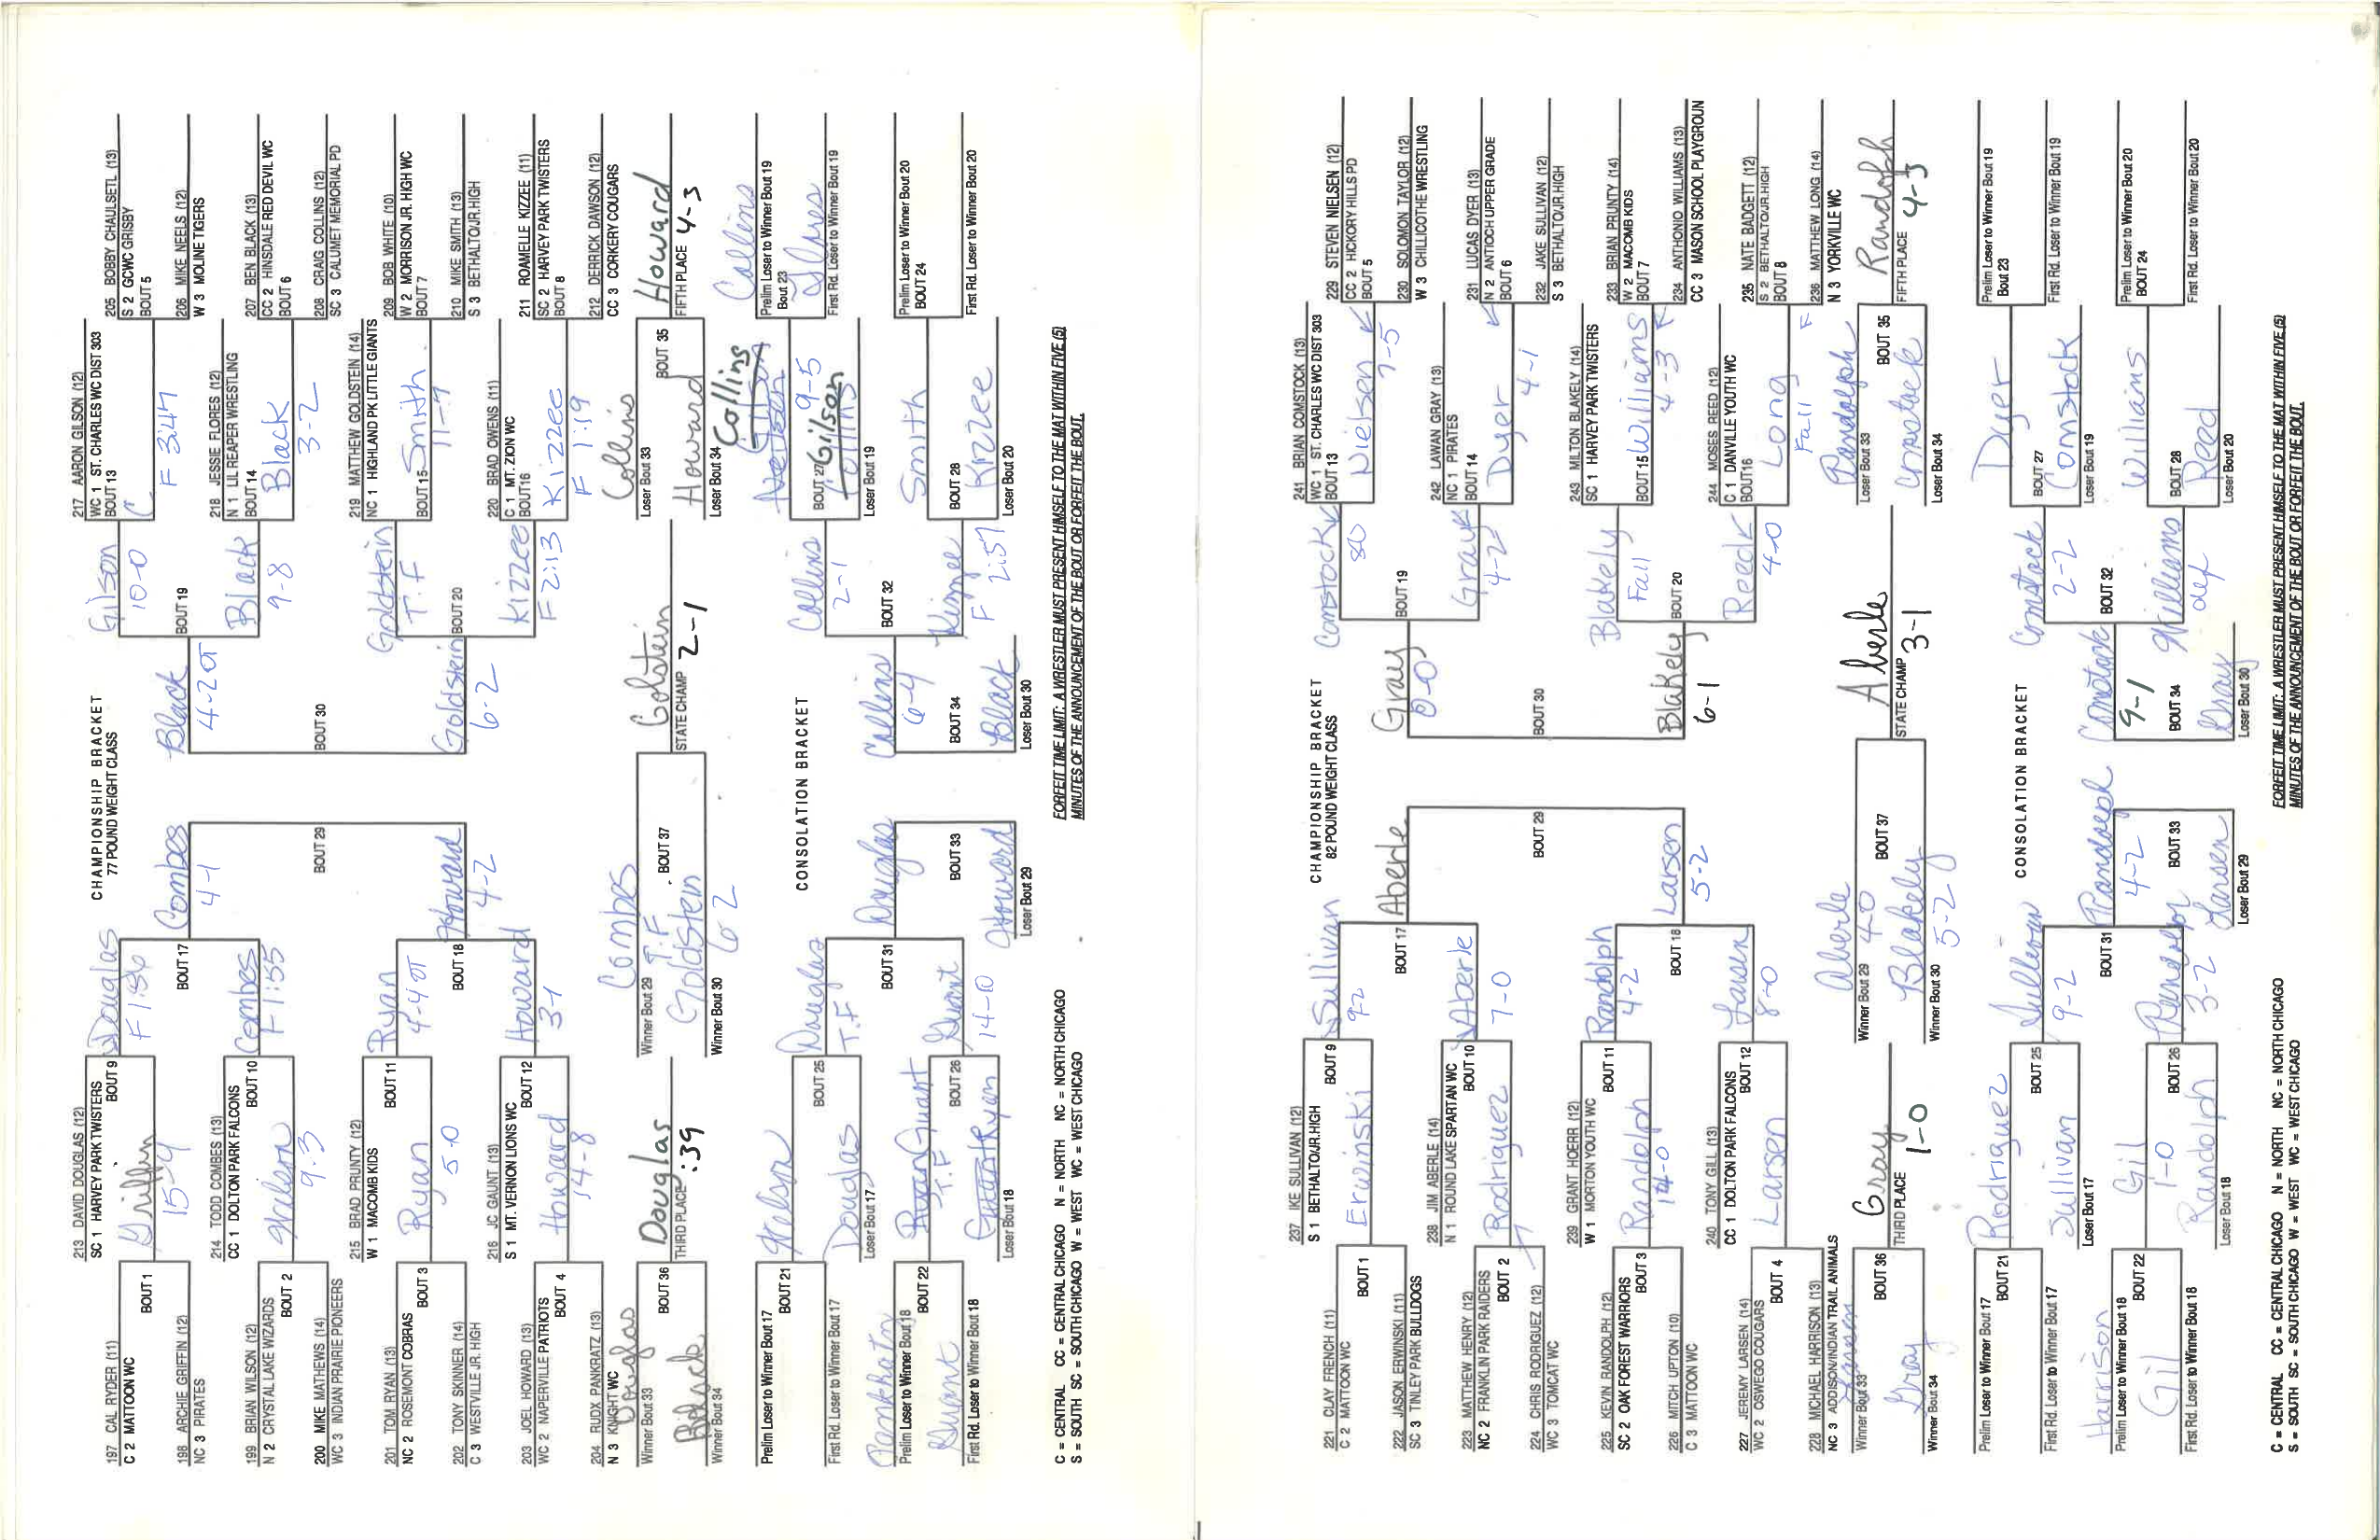 CHAMPIONSHIP BRACKET
77 POUND WEIGHT CLASS
197 CAL RYDER (11)
C 2 MATTOON WC
BOUT 1
198 ARCHIE GRIFFIN (12)
NC 3 PIRATES
199 BRIAN WILSON (12)
N 2 CRYSTAL LAKE WIZARDS
BOUT 2
200 MIKE MATHEWS (14)
WC 3 INDIAN PRAIRIE PIONEERS
201 TOM RYAN (13)
NC 2 ROSEMONT COBRAS
BOUT 3
202 TONY SKINNER (14)
C 3 WESTVILLE JR. HIGH
203 JOEL HOWARD (13)
WC 2 NAPERVILLE PATRIOTS
BOUT 4
204 RUDX PANKRATZ (13)
N 3 KNIGHT WC
213 DAVID DOUGLAS (12)
SC 1 HARVEY PARK TWISTERS
BOUT 9
Griffin
15-4
214 TODD COMBES (13)
CC 1 DOLTON PARK FALCONS
BOUT 10
Wilson
9-3
215 BRAD PRUNTY (12)
W 1 MACOMB KIDS
BOUT 11
Ryan
5-0
216 JC GAUNT (13)
S 1 MT. VERNON LIONS WC
BOUT 12
Howard
14-8
Douglas
F 1:56
BOUT 17
Combes
F 1:55
Ryan
4-4 OT
BOUT 18
Howard
3-1
Combes
4-1
BOUT 29
Howard
4-2
Black
4-2 OT
BOUT 30
Goldstein
6-2
Gilson
10-0
BOUT 19
Black
9-8
Goldstein
T.F
BOUT 20
Kizzee
F 2:13
217 AARON GILSON (12)
WC 1 ST. CHARLES WC DIST 303
BOUT 13
C
F 3:47
218 JESSIE FLORES (12)
N 1 LIL REAPER WRESTLING
BOUT 14
Black
3-2
219 MATTHEW GOLDSTEIN (14)
NC 1 HIGHLAND PK LITTLE GIANTS
BOUT 15
Smith
220 BRAD OWENS (11)
C 1 MT. ZION WC
BOUT16
Kizzee
F 1:19
205 BOBBY CHAULSETL (13)
S 2 GCWC GRISBY
BOUT 5
206 MIKE NEELS (12)
W 3 MOLINE TIGERS
207 BEN BLACK (13)
CC 2 HINSDALE RED DEVIL WC
BOUT 6
208 CRAIG COLLINS (12)
SC 3 CALUMET MEMORIAL PD
209 BOB WHITE (10)
W 2 MORRISON JR. HIGH WC
BOUT 7
210 MIKE SMITH (13)
S 3 BETHALTO/JR.HIGH
211 ROAMELLE KIZZEE (11)
SC 2 HARVEY PARK TWISTERS
BOUT 8
212 DERRICK DAWSON (12)
CC 3 CORKERY COUGARS
Douglas
Winner Bout 33
BOUT 36
Black
Winner Bout 34
Douglas
THIRD PLACE :39
Combes
Winner Bout 29 T.F
BOUT 37
Goldstein
Winner Bout 30 6-2
Golstein
STATE CHAMP 2-1
Collins
Loser Bout 33
BOUT 35
Howard
Loser Bout 34
Howard
FIFTH PLACE 4-3
CONSOLATION BRACKET
Prelim Loser to Winner Bout 17
BOUT 21
First Rd. Loser to Winner Bout 17
Prelim Loser to Winner Bout 18
BOUT 22
First Rd. Loser to Winner Bout 18
BOUT 25
Douglas
Loser Bout 17
BOUT 26
Ryan
Loser Bout 18
Douglas
T.F
BOUT 31
14-0
Douglas
BOUT 33
Howard
Loser Bout 29
Collins
6-4
BOUT 34
Black
Loser Bout 30
Collins
2-1
BOUT 32
F 2:57
Collins
9-5
BOUT 27
Gilson
Loser Bout 19
Smith
BOUT 28
Kizzee
Loser Bout 20
Collins
Prelim Loser to Winner Bout 19
Bout 23
Flores
First Rd. Loser to Winner Bout 19
Prelim Loser to Winner Bout 20
BOUT 24
First Rd. Loser to Winner Bout 20
C = CENTRAL CC = CENTRAL CHICAGO N = NORTH NC = NORTH CHICAGO
S = SOUTH SC = SOUTH CHICAGO W = WEST WC = WEST CHICAGO
FORFEIT TIME LIMIT: A WRESTLER MUST PRESENT HIMSELF TO THE MAT WITHIN FIVE (5)
MINUTES OF THE ANNOUNCEMENT OF THE BOUT OR FORFEIT THE BOUT.
CHAMPIONSHIP BRACKET
82 POUND WEIGHT CLASS
221 CLAY FRENCH (11)
C 2 MATTOON WC
BOUT 1
222 JASON ERWINSKI (11)
SC 3 TINLEY PARK BULLDOGS
223 MATTHEW HENRY (12)
NC 2 FRANKLIN PARK RAIDERS
BOUT 2
224 CHRIS RODRIGUEZ (12)
WC 3 TOMCAT WC
225 KEVIN RANDOLPH (12)
SC 2 OAK FOREST WARRIORS
BOUT 3
226 MITCH UPTON (10)
C 3 MATTOON WC
227 JEREMY LARSEN (14)
WC 2 OSWEGO COUGARS
BOUT 4
228 MICHAEL HARRISON (13)
NC 3 ADDISON/INDIAN TRAIL ANIMALS
237 IKE SULLIVAN (12)
S 1 BETHALTO/JR.HIGH
BOUT 9
Erwinski
238 JIM ABERLE (14)
N 1 ROUND LAKE SPARTAN WC
BOUT 10
Rodriguez
239 GRANT HOERR (12)
W 1 MORTON YOUTH WC
BOUT 11
Randolph
14-0
240 TONY GILL (13)
CC 1 DOLTON PARK FALCONS
BOUT 12
Larsen
Sullivan
9-2
BOUT 17
Aberle
7-0
Randolph
4-2
BOUT 18
Larsen
8-0
Aberle
BOUT 29
Larsen
5-2
Gray
0-0
BOUT 30
Blakely
6-1
Comstock
BOUT 19
Gray
4-2
Blakely
Fall
BOUT 20
Reed
4-0
241 BRIAN COMSTOCK (13)
WC 1 ST. CHARLES WC DIST 303
BOUT 13
Nielsen
7-5
242 LAWAN GRAY (13)
NC 1 PIRATES
BOUT 14
Dyer
4-1
243 MILTON BLAKELY (14)
SC 1 HARVEY PARK TWISTERS
BOUT 15
Williams
4-3
244 MOSES REED (12)
C 1 DANVILLE YOUTH WC
BOUT16
Long
Fall
229 STEVEN NIELSEN (12)
CC 2 HICKORY HILLS PD
BOUT 5
230 SOLOMON TAYLOR (12)
W 3 CHILLICOTHE WRESTLING
231 LUCAS DYER (13)
N 2 ANTIOCH UPPER GRADE
BOUT 6
232 JAKE SULLIVAN (12)
S 3 BETHALTO/JR.HIGH
233 BRIAN PRUNTY (14)
W 2 MACOMB KIDS
BOUT 7
234 ANTHONIO WILLIAMS (13)
CC 3 MASON SCHOOL PLAYGROUN
235 NATE BADGETT (12)
S 2 BETHALTO/JR.HIGH
BOUT 8
236 MATTHEW LONG (14)
N 3 YORKVILLE WC
Winner Bout 33
BOUT 36
Gray
Winner Bout 34
Gray
THIRD PLACE 1-0
Aberle
Winner Bout 29 4-0
BOUT 37
Blakely
Winner Bout 30 5-2
Aberle
STATE CHAMP 3-1
Randolph
Loser Bout 33
BOUT 35
Comstock
Loser Bout 34
Randolph
FIFTH PLACE 4-3
CONSOLATION BRACKET
Prelim Loser to Winner Bout 17
BOUT 21
First Rd. Loser to Winner Bout 17
Harrison
Prelim Loser to Winner Bout 18
BOUT 22
Gil
First Rd. Loser to Winner Bout 18
Rodriguez
BOUT 25
Sullivan
Loser Bout 17
Gil
1-0
BOUT 26
Randolph
Loser Bout 18
Sullivan
9-2
BOUT 31
3-2
Randolph
4-2
BOUT 33
Larsen
Loser Bout 29
Comstock
9-1
BOUT 34
Gray
Loser Bout 30
Comstock
2-2
BOUT 32
Williams
def
Dyer
BOUT 27
Comstock
Loser Bout 19
Williams
BOUT 28
Reed
Loser Bout 20
Prelim Loser to Winner Bout 19
Bout 23
First Rd. Loser to Winner Bout 19
Prelim Loser to Winner Bout 20
BOUT 24
First Rd. Loser to Winner Bout 20
C = CENTRAL CC = CENTRAL CHICAGO N = NORTH NC = NORTH CHICAGO
S = SOUTH SC = SOUTH CHICAGO W = WEST WC = WEST CHICAGO
FORFEIT TIME LIMIT: A WRESTLER MUST PRESENT HIMSELF TO THE MAT WITHIN FIVE (5)
MINUTES OF THE ANNOUNCEMENT OF THE BOUT OR FORFEIT THE BOUT.